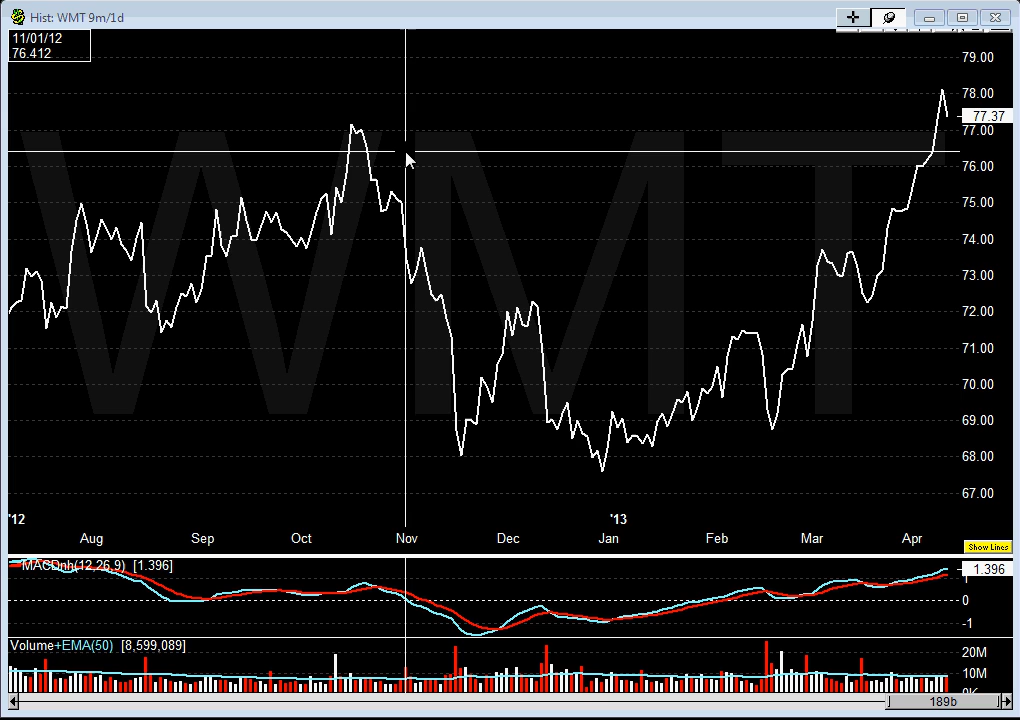 Hist: WMT 9m/1d
11/01/12
76.412
WMT
79.00
78.00
77.37
77.00
76.00
75.00
74.00
73.00
72.00
71.00
70.00
69.00
68.00
67.00
'12 '13
Aug Sep Oct Nov Dec Jan Feb Mar Apr
Show Lines
MACDnh(12,26,9) [1.396]
1.396
1
0
-1
Volume+EMA(50) [8,599,089]
20M
10M
0K
189b